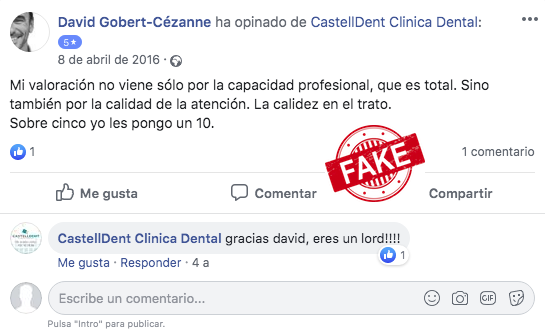 David Gobert-Cézanne ha opinado de CastellDent Clinica Dental:
5★
8 de abril de 2016 ·
Mi valoración no viene sólo por la capacidad profesional, que es total. Sino
también por la calidad de la atención. La calidez en el trato.
Sobre cinco yo les pongo un 10.
1
1 comentario
FAKE
Me gusta
Comentar
Compartir
CastellDent Clinica Dental gracias david, eres un lord!!!!
1
Me gusta · Responder · 4 a
Escribe un comentario...
GIF
Pulsa "Intro" para publicar.